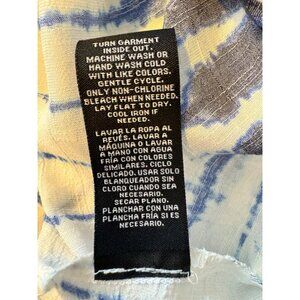 TURN GARMENT
INSIDE OUT.
MACHINE WASH OR
HAND WASH COLD
WITH LIKE COLORS.
GENTLE CYCLE.
ONLY NON-CHLORINE
BLEACH WHEN NEEDED.
LAY FLAT TO DRY.
COOL IRON IF
NEEDED.
LAVAR LA ROPA AL
REVÉS. LAVAR A
MÁQUINA O LAVAR
A MANO CON AGUA
FRÍA CON COLORES
SIMILARES. CICLO
DELICADO. USAR SOLO
BLANQUEADOR SIN
CLORO CUANDO SEA
NECESARIO.
SECAR PLANO.
PLANCHAR CON UNA
PLANCHA FRÍA SI ES
NECESARIO.